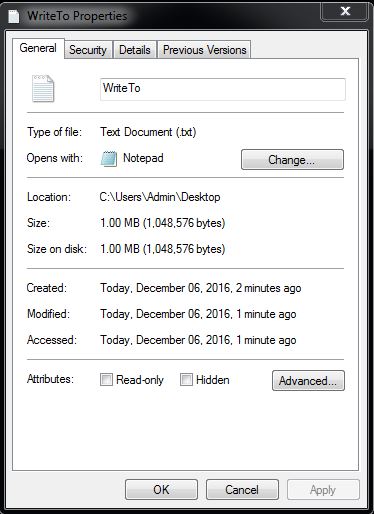 WriteTo Properties
General Security Details Previous Versions
WriteTo
Type of file: Text Document (.txt)
Opens with: Notepad Change...
Location: C:\Users\Admin\Desktop
Size: 1.00 MB (1,048,576 bytes)
Size on disk: 1.00 MB (1,048,576 bytes)
Created: Today, December 06, 2016, 2 minutes ago
Modified: Today, December 06, 2016, 1 minute ago
Accessed: Today, December 06, 2016, 1 minute ago
Attributes: Read-only Hidden Advanced...
OK Cancel Apply